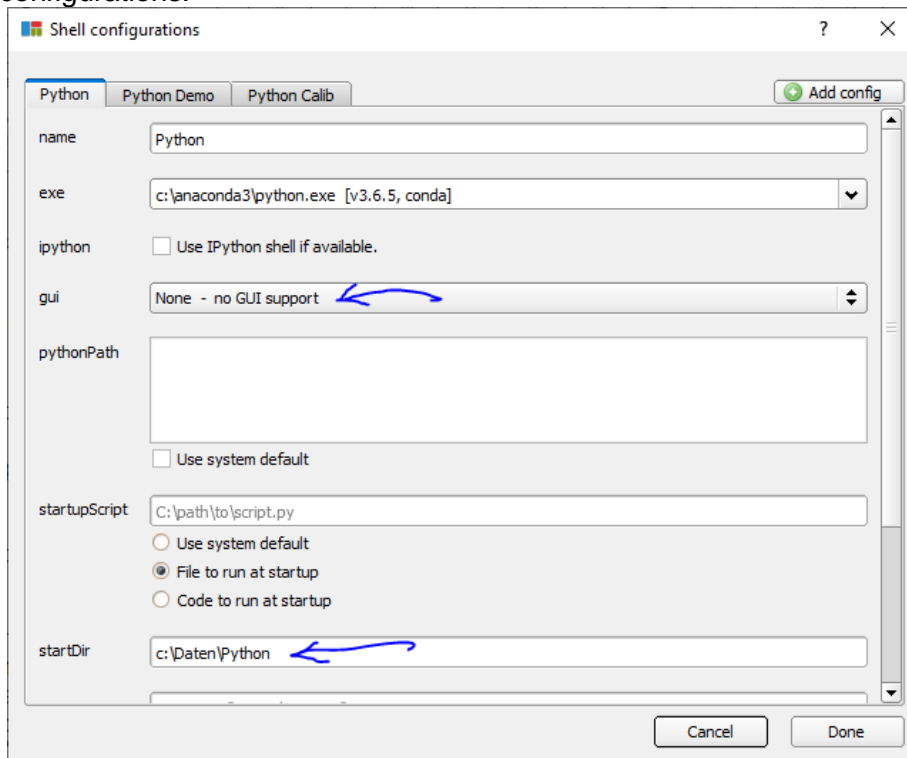 Shell configurations ?
Python Python Demo Python Calib Add config
name Python
exe c:\anaconda3\python.exe [v3.6.5, conda]
ipython Use IPython shell if available.
gui None - no GUI support
pythonPath
Use system default
startupScript C:\path\to\script.py
Use system default
File to run at startup
Code to run at startup
startDir c:\Daten\Python
Cancel Done